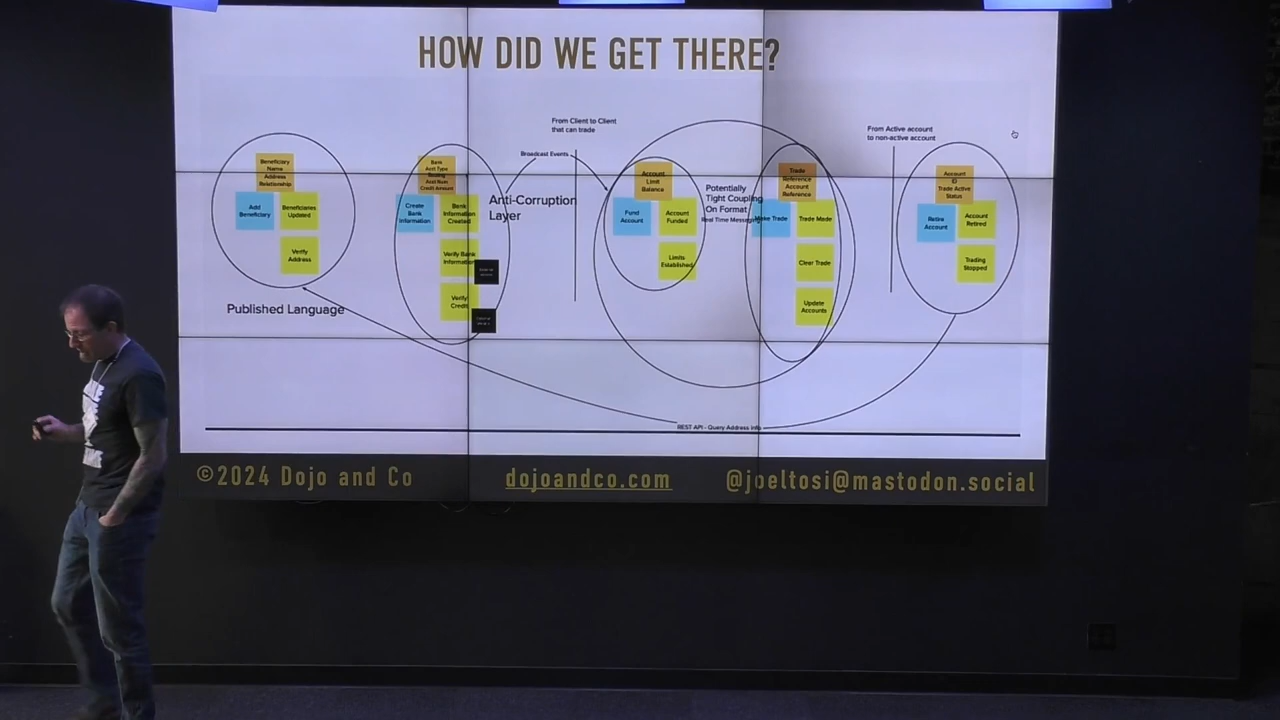 HOW DID WE GET THERE?
From Client to Client
that can trade
From Active account
to non-active account
Broadcast Events
Beneficiary
Name
Address
Relationship
Add
Beneficiary
Beneficiaries
Updated
Verify
Address
Published Language
Bank
Acct Type
Acct Num
Credit Amount
Create
Bank
Information
Bank
Information
Created
Verify Bank
Information
Verify
Credit
Anti-Corruption
Layer
Account
Limit
Balance
Fund
Account
Account
Funded
Limits
Established
Potentially
Tight Coupling
On Format
Real Time Messaging
Trade
Reference
Account
Reference
Make Trade
Trade Made
Clear Trade
Update
Accounts
Account
ID
Trade Active
Status
Retire
Account
Account
Retired
Trading
Stopped
REST API - Query Address Info
©2024 Dojo and Co
dojoandco.com
@joeltosi@mastodon.social